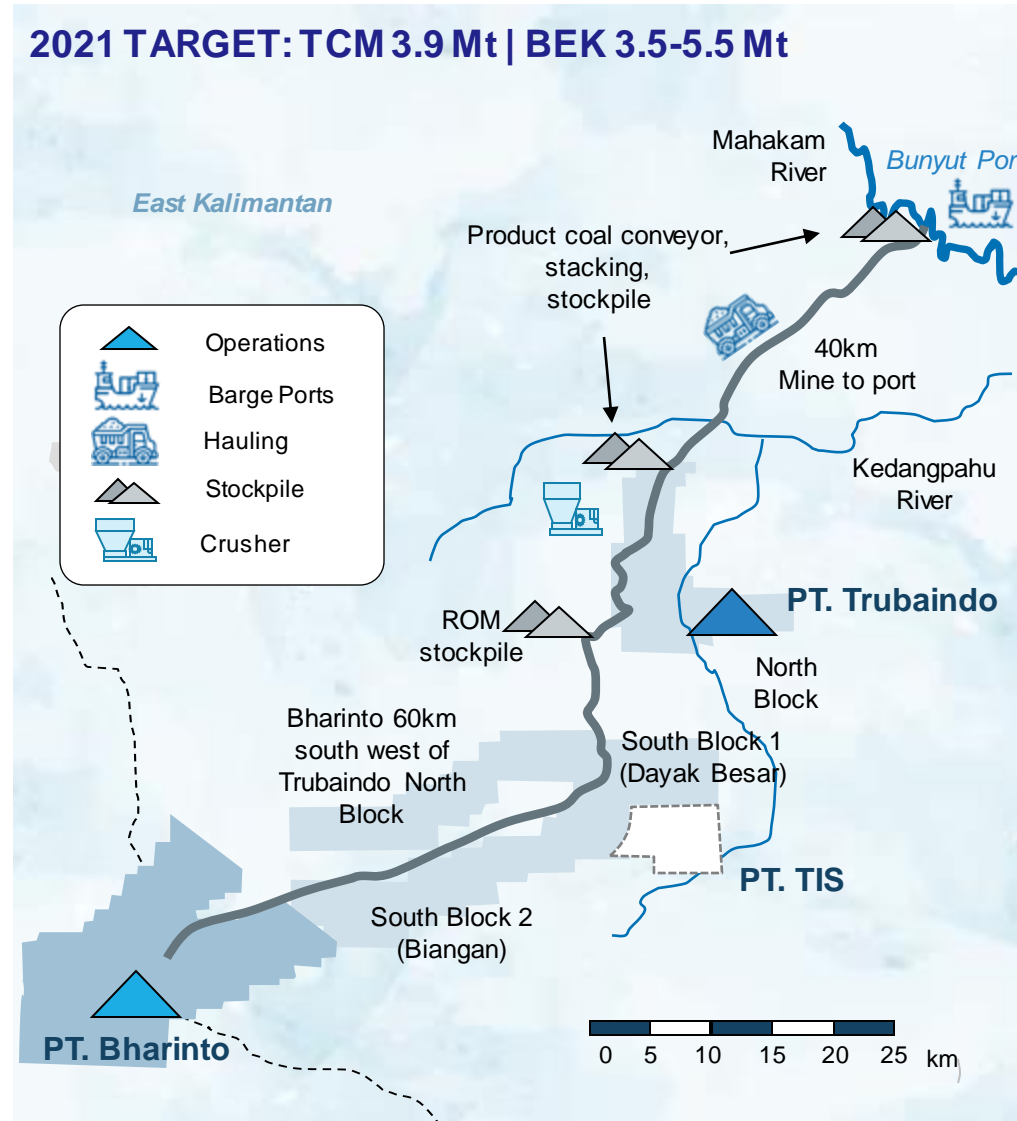 2021 TARGET: TCM 3.9 Mt | BEK 3.5-5.5 Mt
Mahakam
River
Bunyut Por
East Kalimantan
Product coal conveyor,
stacking,
stockpile
Operations
Barge Ports
Hauling
Stockpile
Crusher
40km
Mine to port
Kedangpahu
River
PT. Trubaindo
ROM
stockpile
North
Block
Bharinto 60km
south west of
Trubaindo North
Block
South Block 1
(Dayak Besar)
PT. TIS
South Block 2
(Biangan)
PT. Bharinto
0 5 10 15 20 25 km
)